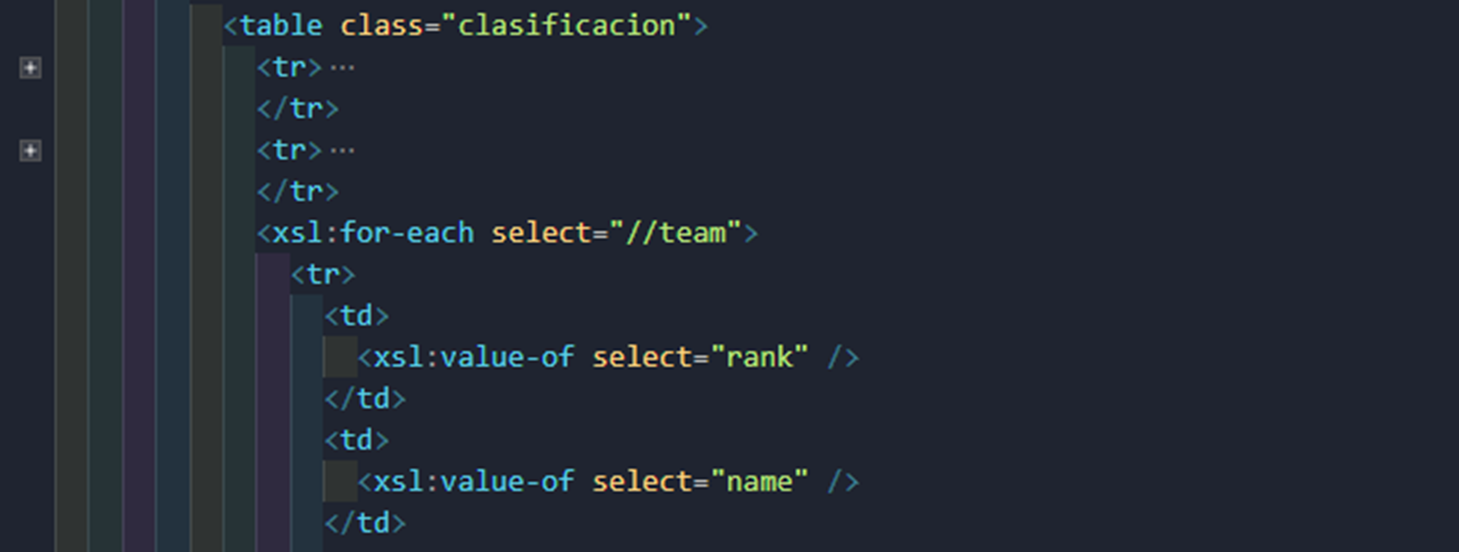 <table class="clasificacion">
<tr>···
</tr>
<tr>···
</tr>
<xsl:for-each select="//team">
<tr>
<td>
<xsl:value-of select="rank" />
</td>
<td>
<xsl:value-of select="name" />
</td>